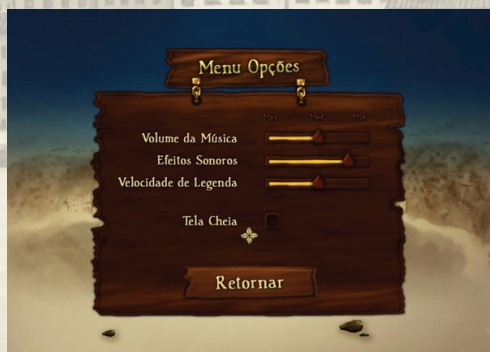 Menu Opções
Volume da Música
Efeitos Sonoros
Velocidade de Legenda
Tela Cheia
Retornar